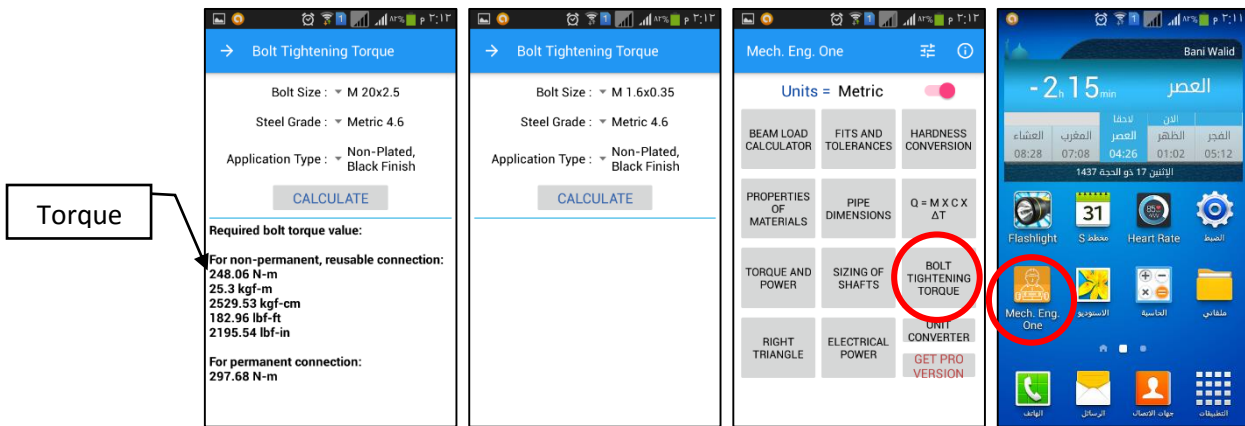 Torque
Bolt Tightening Torque
Bolt Size : M 20x2.5
Steel Grade : Metric 4.6
Application Type : Non-Plated,
Black Finish
CALCULATE
Required bolt torque value:
For non-permanent, reusable connection:
248.06 N-m
25.3 kgf-m
2529.53 kgf-cm
182.96 lbf-ft
2195.54 lbf-in
For permanent connection:
297.68 N-m
Bolt Tightening Torque
Bolt Size : M 1.6x0.35
Steel Grade : Metric 4.6
Application Type : Non-Plated,
Black Finish
CALCULATE
Mech. Eng. One
Units = Metric
BEAM LOAD CALCULATOR
FITS AND TOLERANCES
HARDNESS CONVERSION
PROPERTIES OF MATERIALS
PIPE DIMENSIONS
Q = M X C X ΔT
TORQUE AND POWER
SIZING OF SHAFTS
BOLT TIGHTENING TORQUE
RIGHT TRIANGLE
ELECTRICAL POWER
UNIT CONVERTER
GET PRO VERSION
Bani Walid
العصر - 2h 15min
الان لاحقا
الفجر الظهر العصر المغرب العشاء
05:12 01:02 04:26 07:08 08:28
الإثنين 17 ذو الحجة 1437
Flashlight
31
مخطط S
Heart Rate
الضبط
Mech. Eng. One
الاستوديو
الحاسبة
ملفاتي
الهاتف
الرسائل
جهات الاتصال
التطبيقات